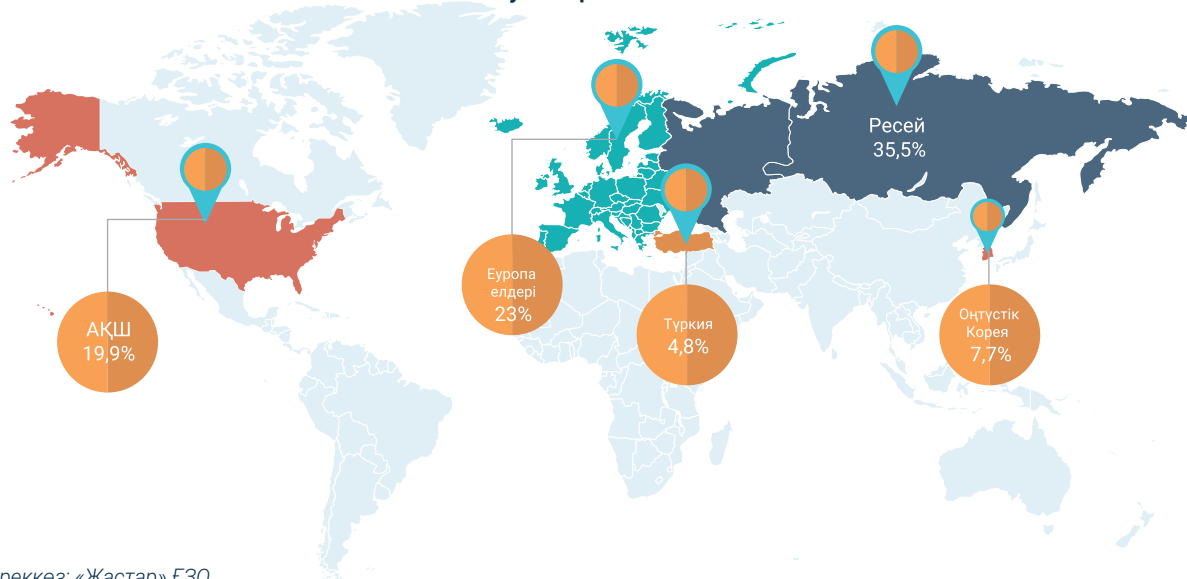 Ресей
35,5%
АҚШ
19,9%
Еуропа
елдері
23%
Түркия
4,8%
Оңтүстік
Корея
7,7%
«Жастар» ҒЗО